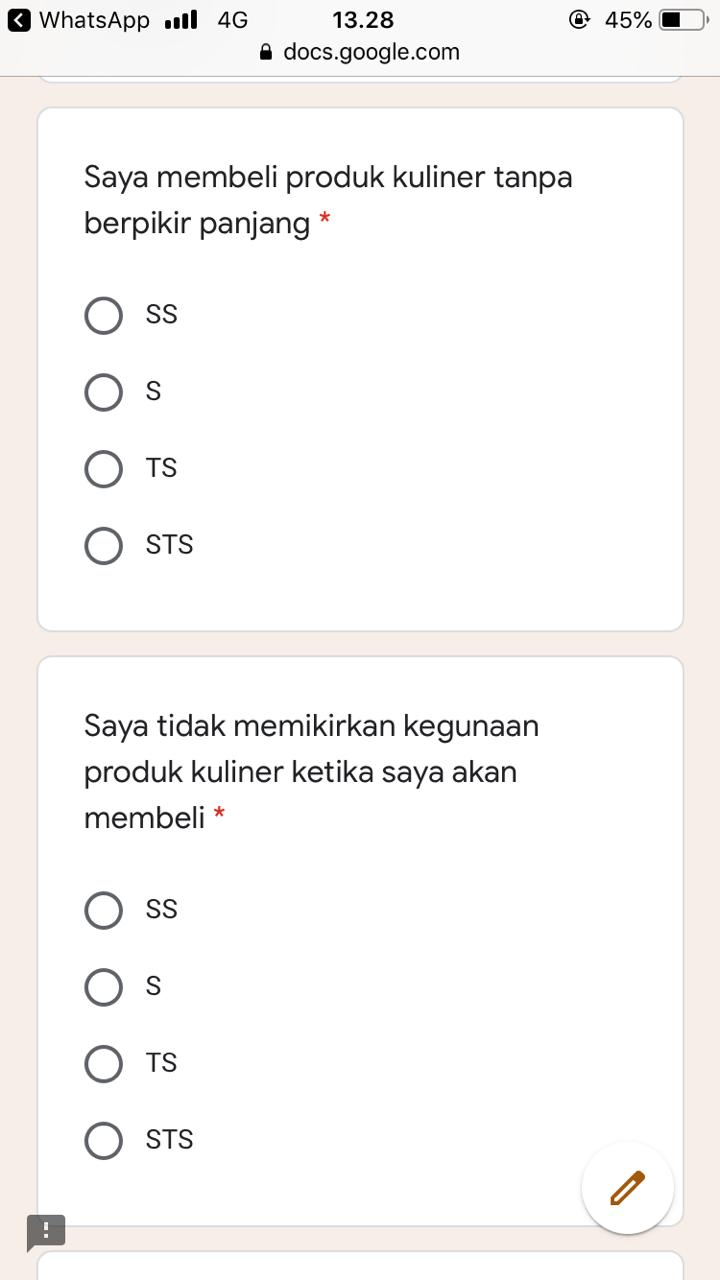 WhatsApp 4G 13.28 45%
docs.google.com
Saya membeli produk kuliner tanpa
berpikir panjang *
SS
S
TS
STS
Saya tidak memikirkan kegunaan
produk kuliner ketika saya akan
membeli *
SS
S
TS
STS